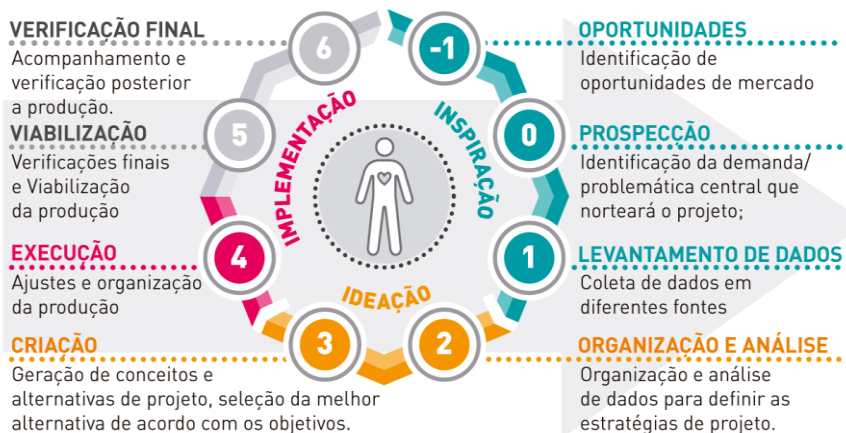 VERIFICAÇÃO FINAL
Acompanhamento e
verificação posterior
a produção.
VIABILIZAÇÃO
Verificações finais
e Viabilização
da produção
EXECUÇÃO
Ajustes e organização
da produção
CRIAÇÃO
Geração de conceitos e
alternativas de projeto, seleção da melhor
alternativa de acordo com os objetivos.
6
5
4
3
-1
0
1
2
IMPLEMENTAÇÃO
INSPIRAÇÃO
IDEAÇÃO
OPORTUNIDADES
Identificação de
oportunidades de mercado
PROSPECÇÃO
Identificação da demanda/
problemática central que
norteará o projeto;
LEVANTAMENTO DE DADOS
Coleta de dados em
diferentes fontes
ORGANIZAÇÃO E ANÁLISE
Organização e análise
de dados para definir as
estratégias de projeto.